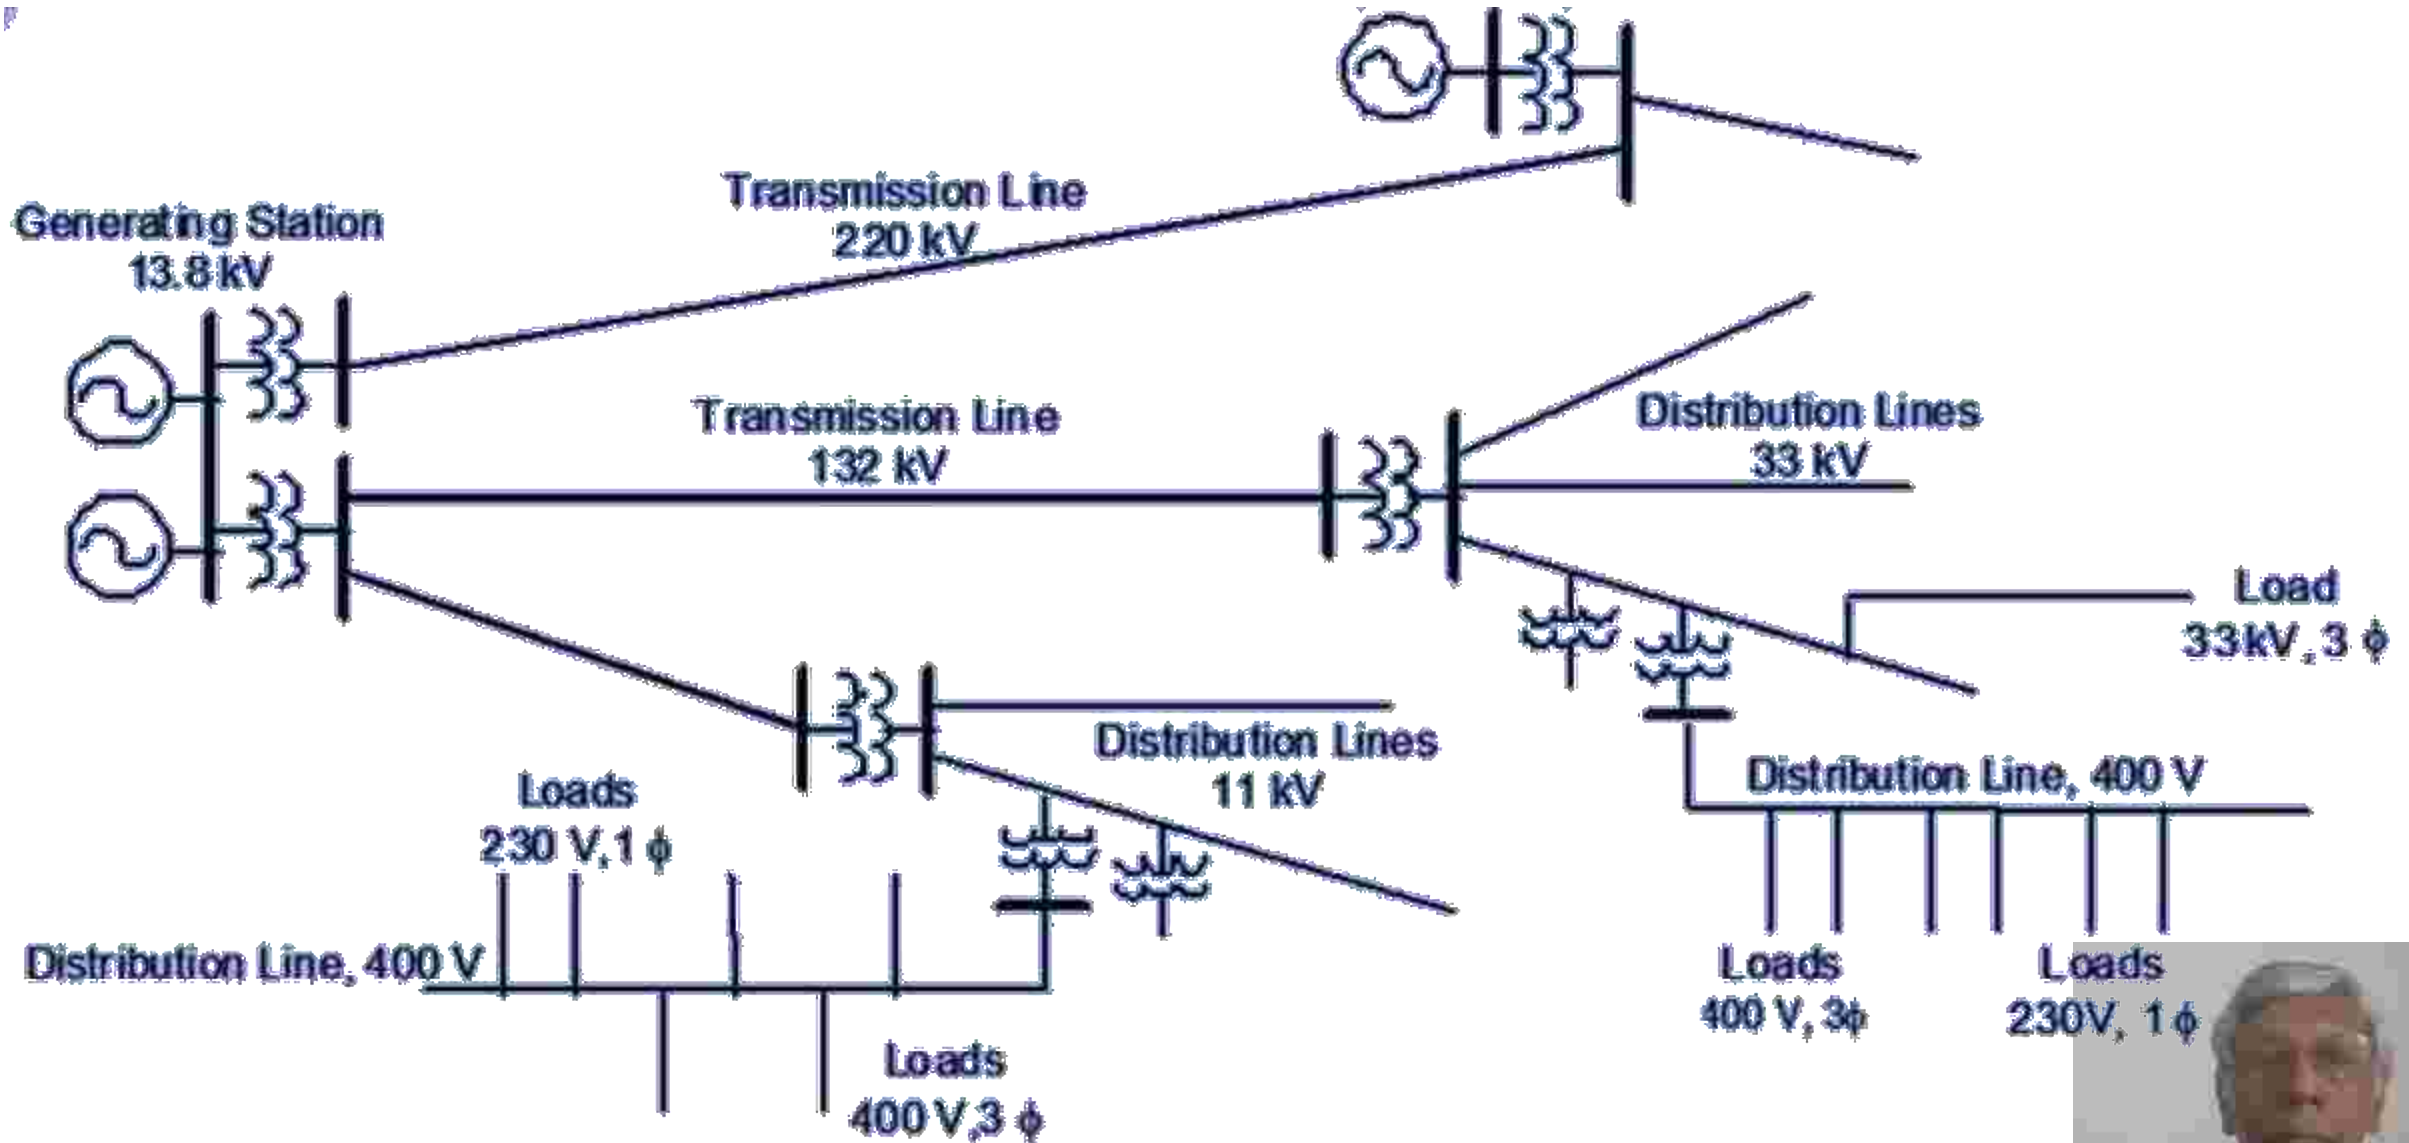 Transmission Line
220 kV
Generating Station
13.8 kV
Transmission Line
132 kV
Distribution Lines
33 kV
Load
33 kV, 3 ϕ
Distribution Lines
11 kV
Loads
230 V, 1 ϕ
Distribution Line, 400 V
Distribution Line, 400 V
Loads
400 V, 3ϕ
Loads
230V, 1 ϕ
Loads
400 V,3 ϕ